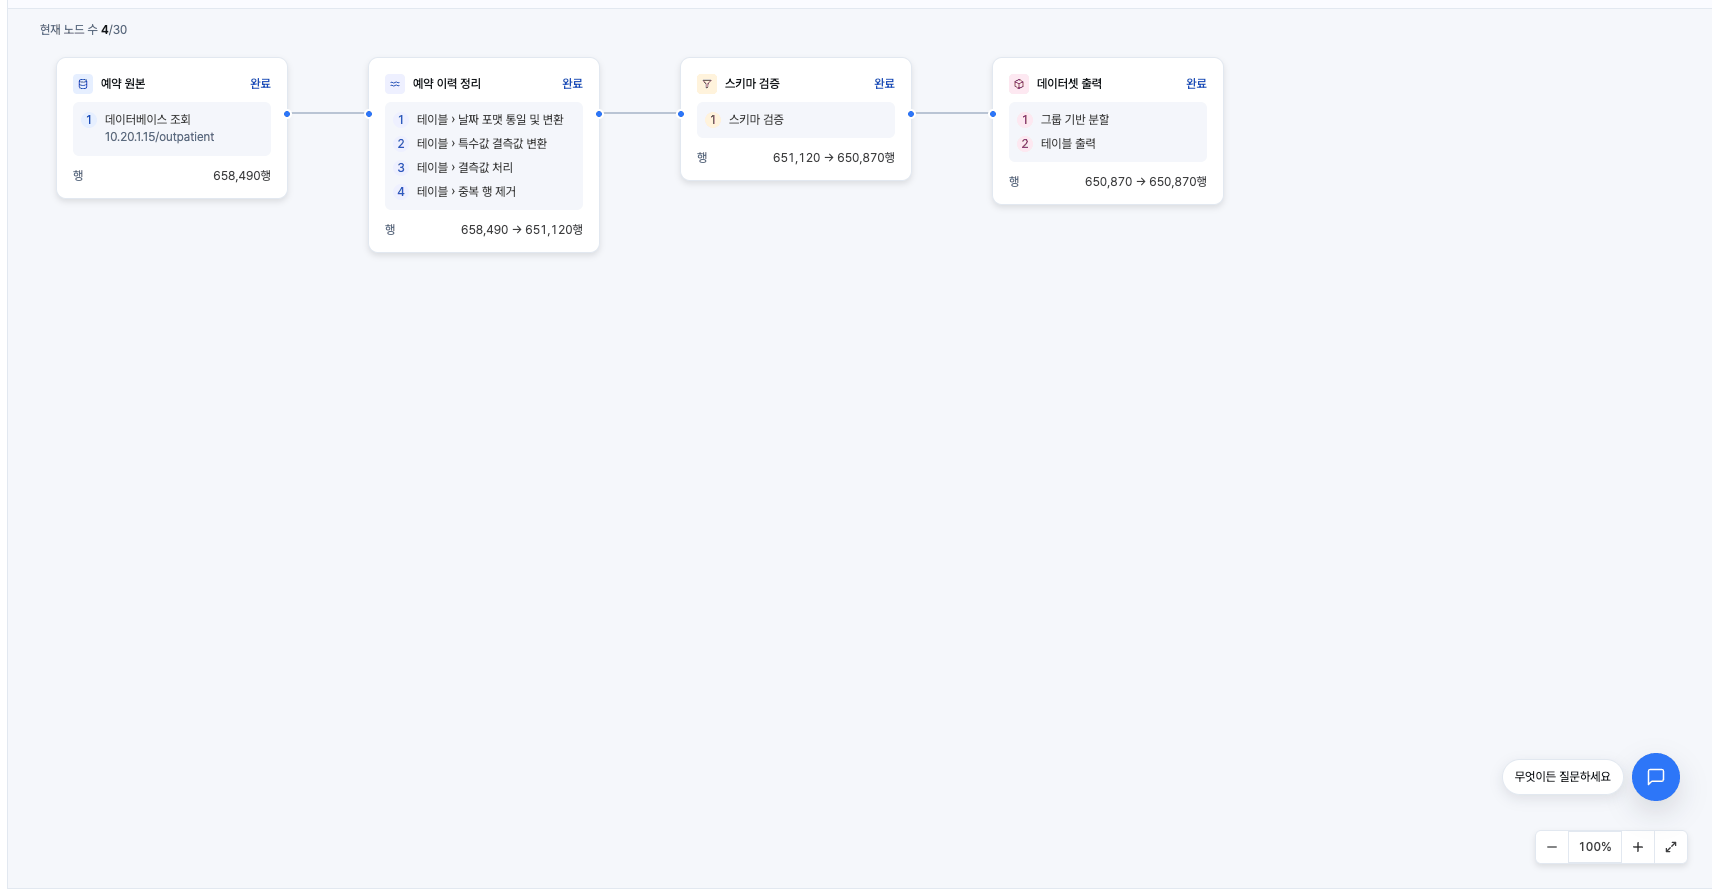 현재 노드 수 4/30
예약 원본 완료
1 데이터베이스 조회
10.20.1.15/outpatient
행 658,490행
예약 이력 정리 완료
1 테이블 › 날짜 포맷 통일 및 변환
2 테이블 › 특수값 결측값 변환
3 테이블 › 결측값 처리
4 테이블 › 중복 행 제거
행 658,490 → 651,120행
스키마 검증 완료
1 스키마 검증
행 651,120 → 650,870행
데이터셋 출력 완료
1 그룹 기반 분할
2 테이블 출력
행 650,870 → 650,870행
무엇이든 질문하세요
100%